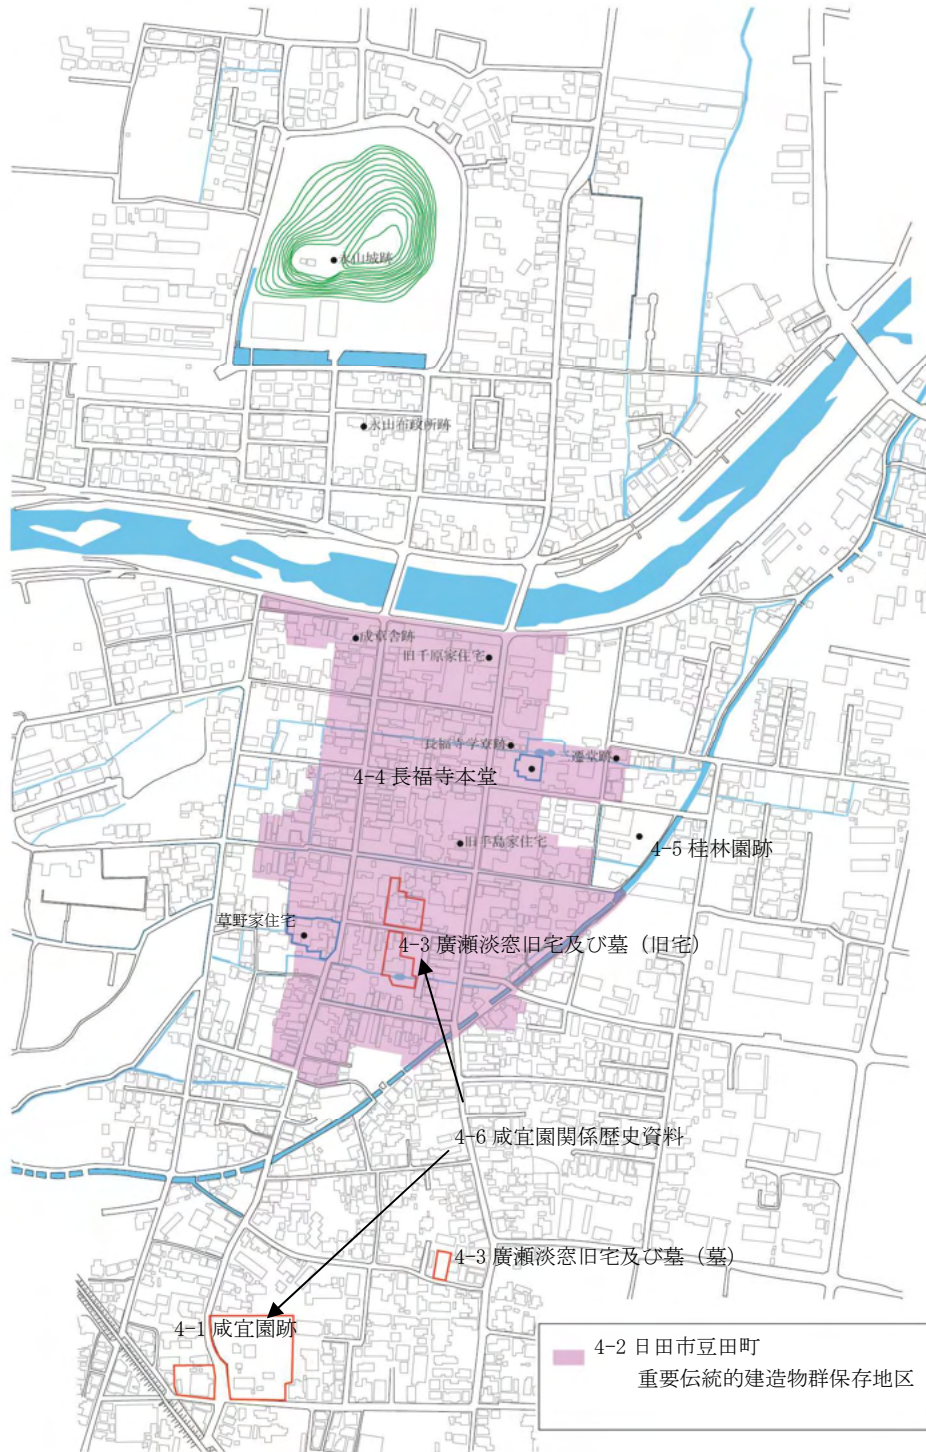 永山城跡
永山布政所跡
成章舎跡
旧千原家住宅
長福寺学寮跡
4-4 長福寺本堂
一遷堂跡
旧手島家住宅
4-5 桂林園跡
草野家住宅
4-3 廣瀬淡窓旧宅及び墓（旧宅）
4-6 咸宜園関係歴史資料
4-3 廣瀬淡窓旧宅及び墓（墓）
4-1 咸宜園跡
4-2 日田市豆田町
重要伝統的建造物群保存地区